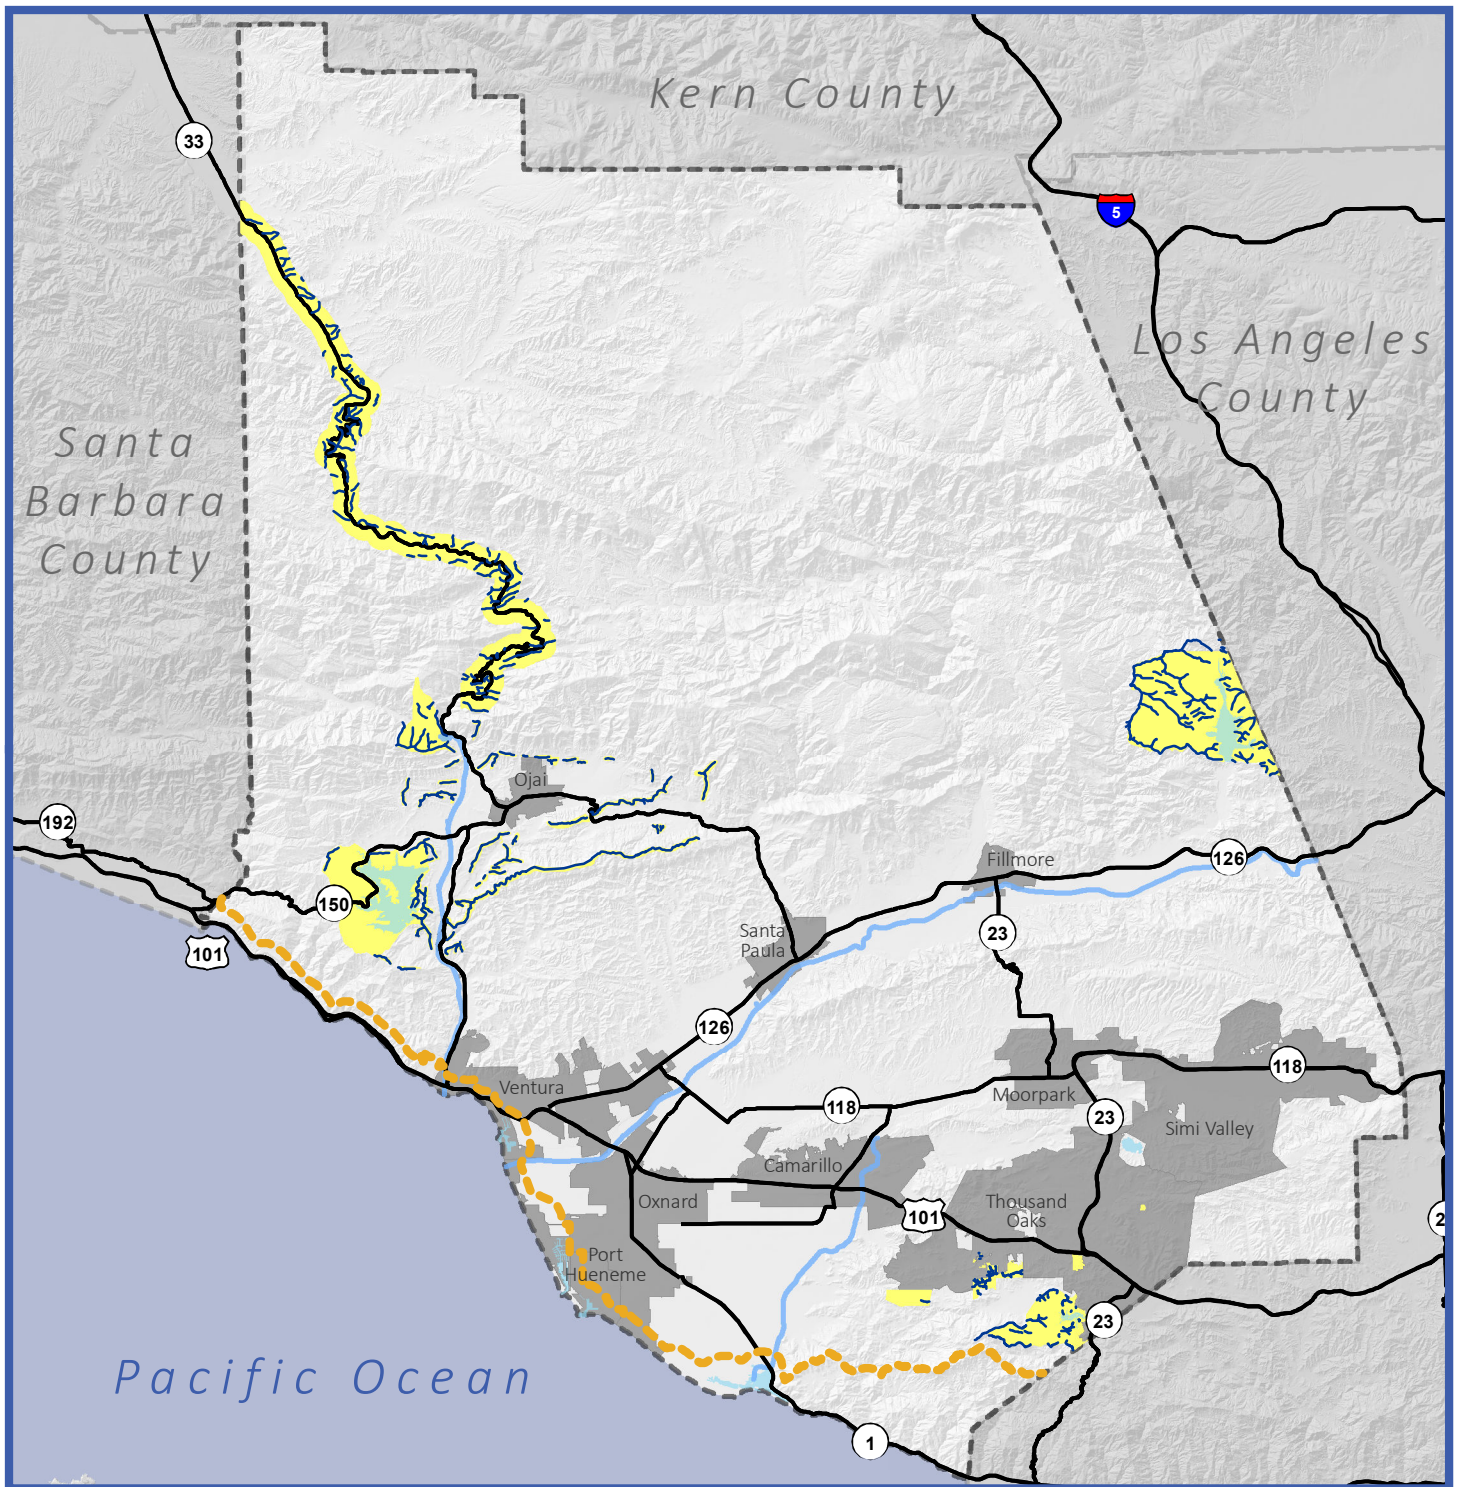 Kern County
33
5
Los Angeles
County
Santa
Barbara
County
Ojai
192
Fillmore
126
150
23
Santa
Paula
101
126
118
Ventura
Moorpark
118
23
Simi Valley
Camarillo
Oxnard
Thousand
Oaks
101
2
Port
Hueneme
23
Pacific Ocean
1